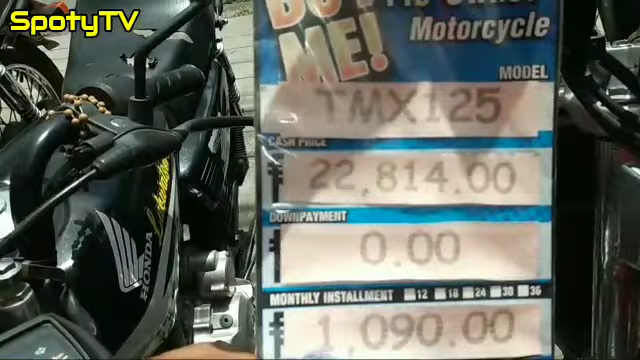 SpotyTV
BUY
ME!
Motorcycle
MODEL
TMX125
CASH PRICE
₱ 22,814.00
DOWNPAYMENT
₱ 0.00
MONTHLY INSTALLMENT 12 18 24 30 36
₱ 1,090.00
HONDA